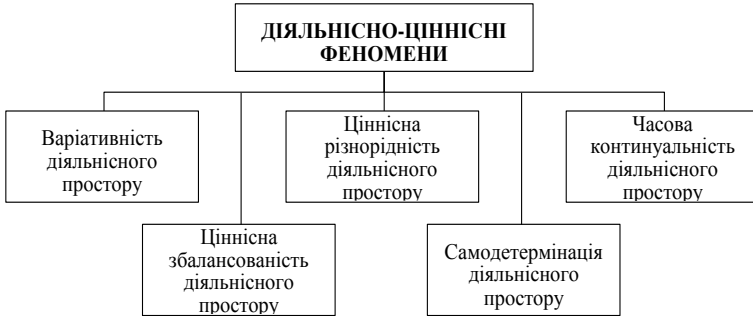 ДІЯЛЬНІСНО-ЦІННІСНІ
ФЕНОМЕНИ
Варіативність
діяльнісного
простору
Ціннісна
різнорідність
діяльнісного
простору
Часова
континуальність
діяльнісного
простору
Ціннісна
збалансованість
діяльнісного
простору
Самодетермінація
діяльнісного
простору